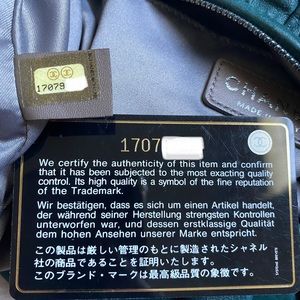 17079
CHA
MADE
1707
We certify the authenticity of this item and confirm
that it has been subjected to the most exacting quality
control. Its high quality is a symbol of the fine reputation
of the Trademark.
Wir bestätigen, dass es sich um einen Artikel handelt,
der während seiner Herstellung strengsten Kontrollen
unterworfen war, und dessen erstklassige Qualität
dem hohen Ansehen unserer Marke entspricht.
この製品は厳しい管理のもとに製造されたシャネル
社の商品であることを証明いたします。
このブランド・マークは最高級品質の象徴です。